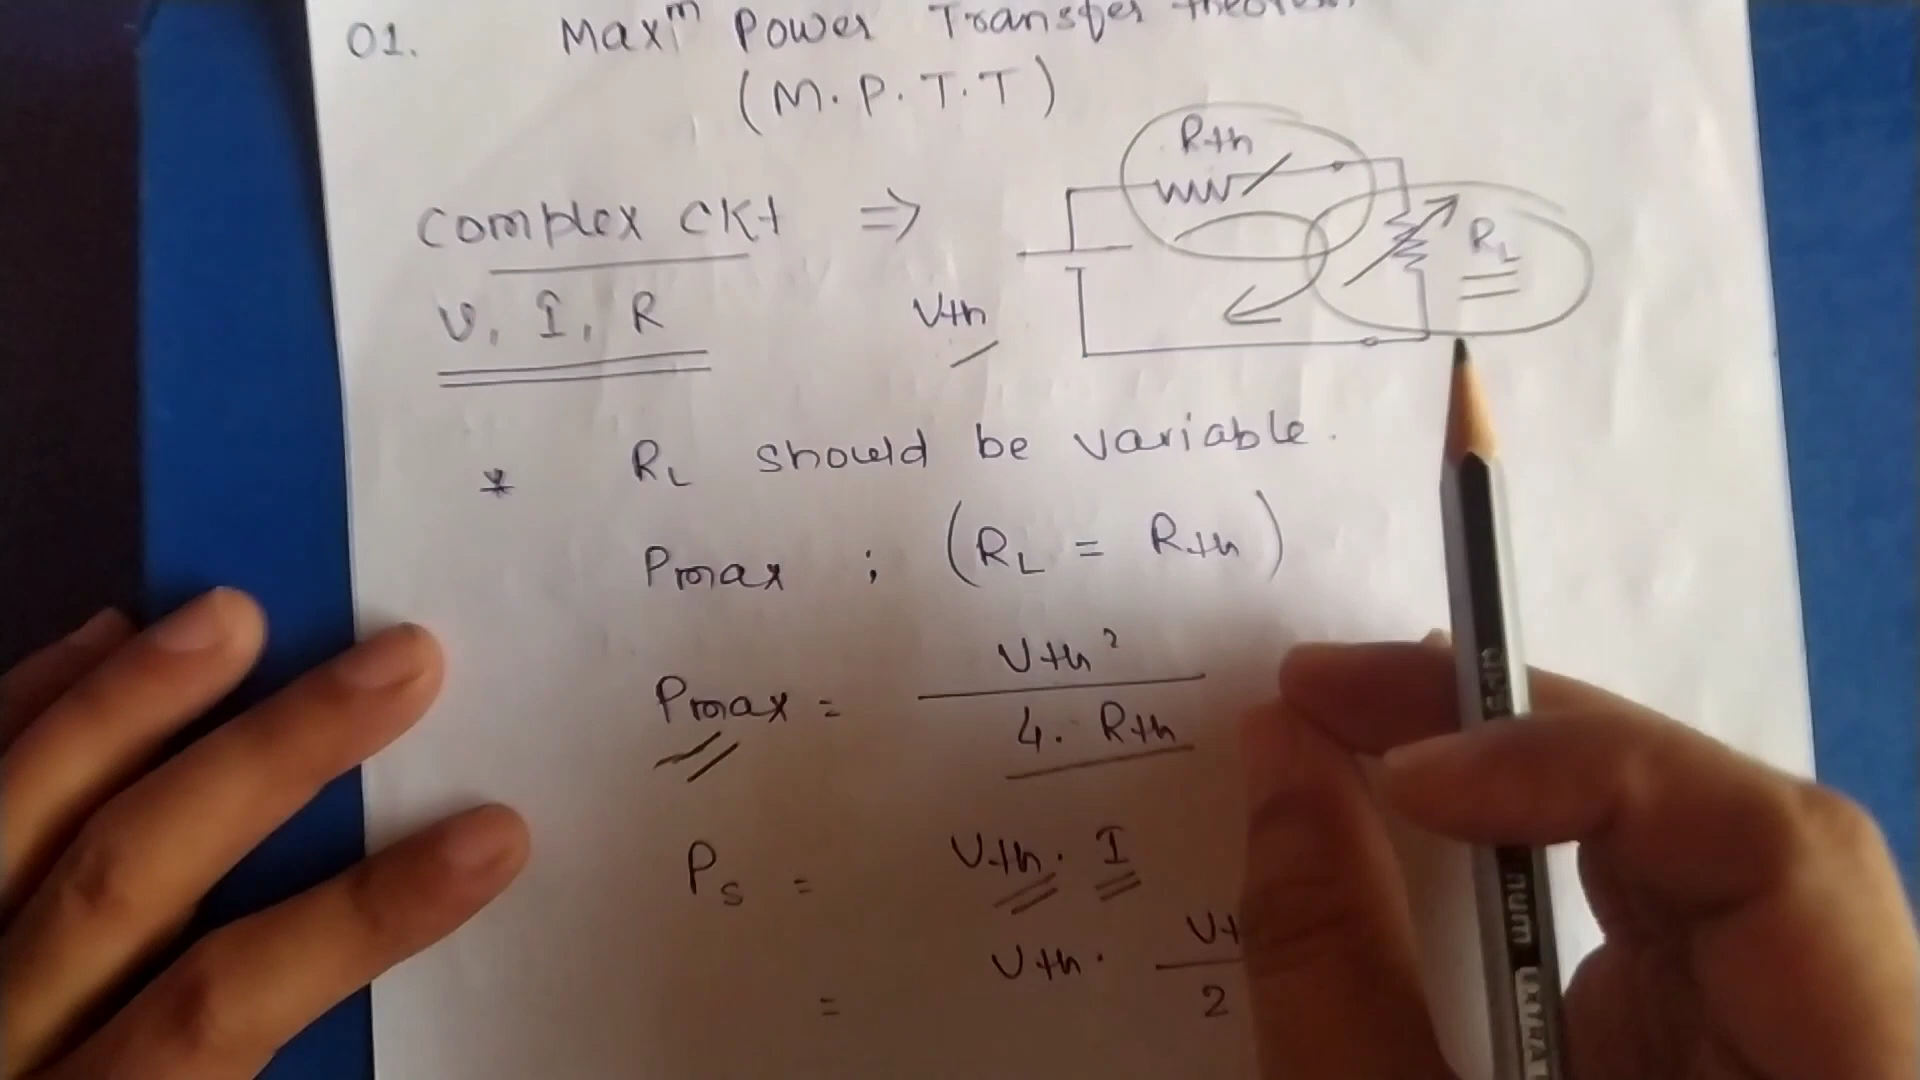 01. Maxᵐ Power Transfer theorem
(M.P.T.T)
Rth
Complex CKt ⇒
RL
V, I, R
Vth
* RL should be variable.
Pmax ; (RL = Rth)
Pmax = Vth² / 4. Rth
Ps = Vth. I
= Vth. Vt / 2